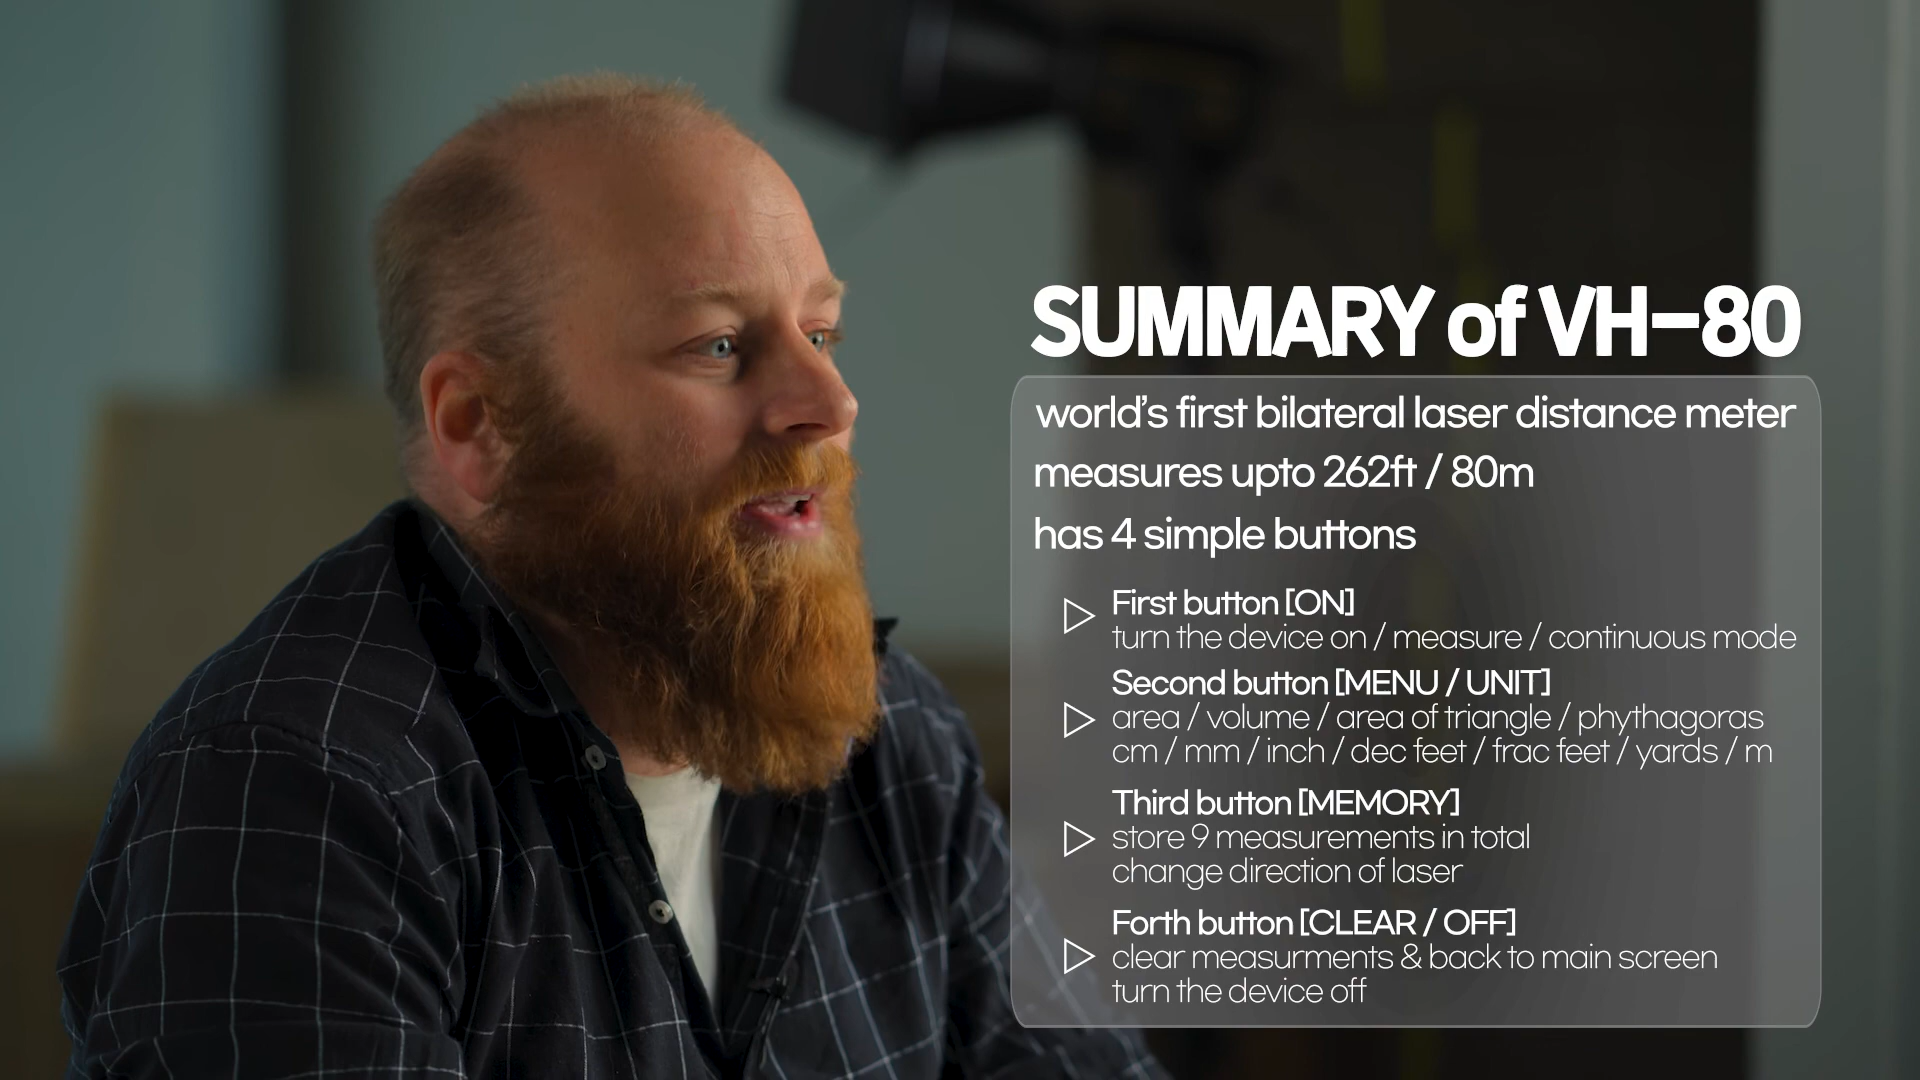 SUMMARY of VH-80
world's first bilateral laser distance meter
measures upto 262ft / 80m
has 4 simple buttons
First button [ON]
turn the device on / measure / continuous mode
Second button [MENU / UNIT]
area / volume / area of triangle / phythagoras
cm / mm / inch / dec feet / frac feet / yards / m
Third button [MEMORY]
store 9 measurements in total
change direction of laser
Forth button [CLEAR / OFF]
clear measurments & back to main screen
turn the device off